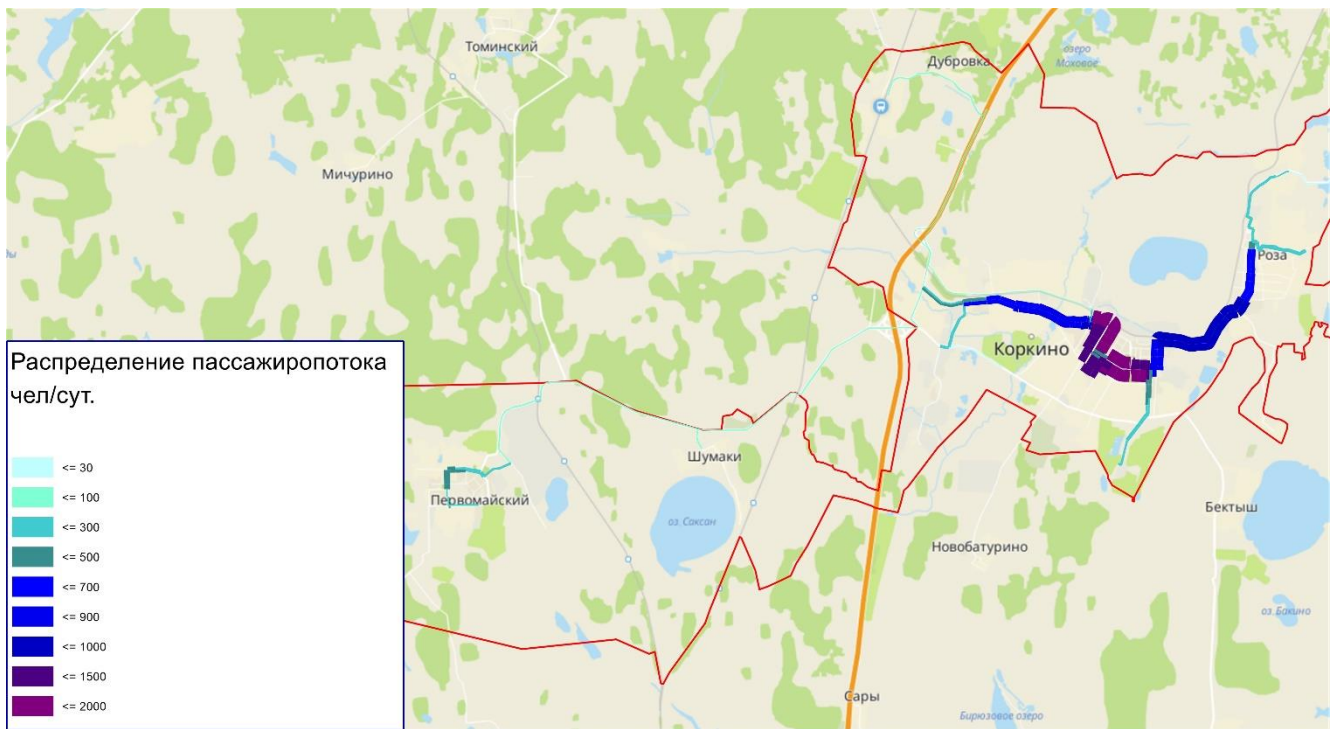 Томинский
Дубровка
озеро
Моховое
Мичурино
Роза
Коркино
Распределение пассажиропотока
чел/сут.
<= 30
<= 100
<= 300
<= 500
<= 700
<= 900
<= 1000
<= 1500
<= 2000
Шумаки
Первомайский
Бектыш
оз. Саксан
Новобатурино
оз. Бакино
Сары
Бирюзовое озеро